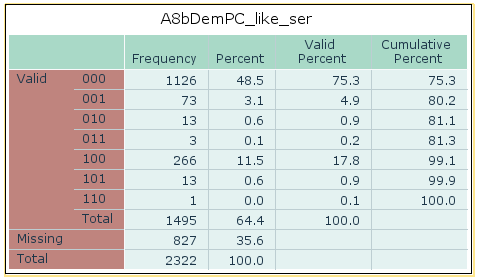 A8bDemPC_like_ser
Frequency Percent Valid Percent Cumulative Percent
Valid 000 1126 48.5 75.3 75.3
001 73 3.1 4.9 80.2
010 13 0.6 0.9 81.1
011 3 0.1 0.2 81.3
100 266 11.5 17.8 99.1
101 13 0.6 0.9 99.9
110 1 0.0 0.1 100.0
Total 1495 64.4 100.0
Missing 827 35.6
Total 2322 100.0